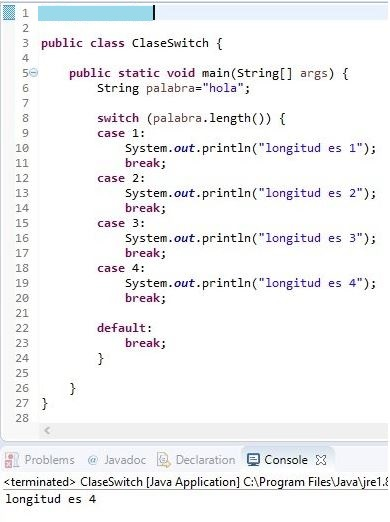 1
2
3 public class ClaseSwitch {
4
5 public static void main(String[] args) {
6 String palabra="hola";
7
8 switch (palabra.length()) {
9 case 1:
10 System.out.println("longitud es 1");
11 break;
12 case 2:
13 System.out.println("longitud es 2");
14 break;
15 case 3:
16 System.out.println("longitud es 3");
17 break;
18 case 4:
19 System.out.println("longitud es 4");
20 break;
21
22 default:
23 break;
24 }
25
26 }
27 }
28
Problems @ Javadoc Declaration Console
<terminated> ClaseSwitch [Java Application] C:\Program Files\Java\jre1.8
longitud es 4